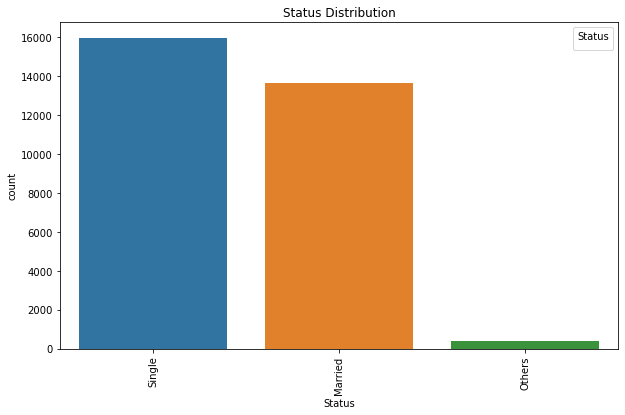 Status Distribution
Status
16000
14000
12000
10000
8000
6000
4000
2000
0
count
Single
Married
Others
Status